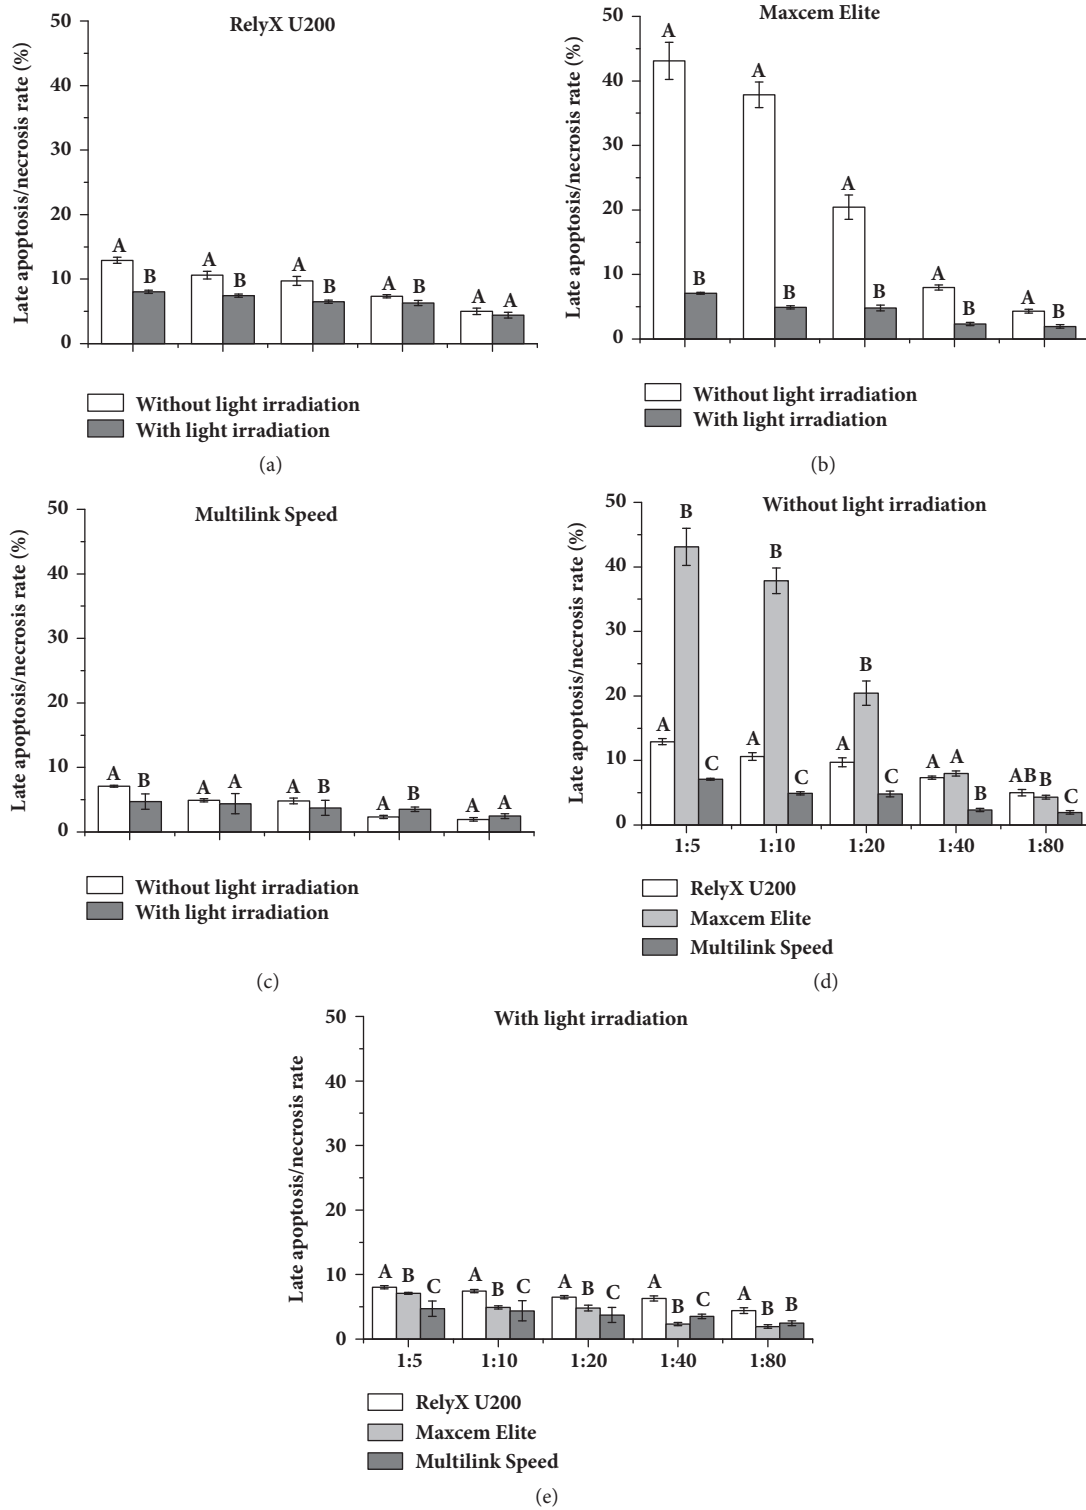 RelyX U200
Late apoptosis/necrosis rate (%)
50
40
30
20
10
0
A
B
A
B
A
B
A
B
A
A
Without light irradiation
With light irradiation
(a)
Maxcem Elite
Late apoptosis/necrosis rate (%)
50
40
30
20
10
0
A
B
A
B
A
B
A
B
A
B
Without light irradiation
With light irradiation
(b)
Multilink Speed
Late apoptosis/necrosis rate (%)
50
40
30
20
10
0
A
B
A
A
A
B
A
B
A
A
Without light irradiation
With light irradiation
(c)
Without light irradiation
Late apoptosis/necrosis rate (%)
50
40
30
20
10
0
A
B
C
A
B
C
A
B
C
A
A
B
AB
B
C
1:5 1:10 1:20 1:40 1:80
RelyX U200
Maxcem Elite
Multilink Speed
(d)
With light irradiation
Late apoptosis/necrosis rate
50
40
30
20
10
0
A
B
C
A
B
C
A
B
C
A
B
C
A
B
B
1:5 1:10 1:20 1:40 1:80
RelyX U200
Maxcem Elite
Multilink Speed
(e)